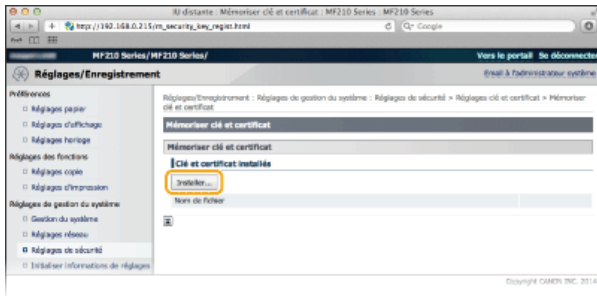 IU distante : Mémoriser clé et certificat : MF210 Series : MF210 Series
http://192.168.0.215/m_security_key_regist.html
Google
MF210 Series/MF210 Series/
Vers le portail Se déconnecter
Réglages/Enregistrement
Email à l'administrateur système
Préférences
Réglages papier
Réglages d'affichage
Réglages horloge
Réglages des fonctions
Réglages copie
Réglages d'impression
Réglages de gestion du système
Gestion du système
Réglages réseau
Réglages de sécurité
Initialiser informations de réglages
Réglages/Enregistrement : Réglages de gestion du système : Réglages de sécurité > Réglages clé et certificat > Mémoriser
clé et certificat
Mémoriser clé et certificat
Mémoriser clé et certificat
Clé et certificat installés
Installer...
Nom de fichier
Copyright CANON INC. 2014